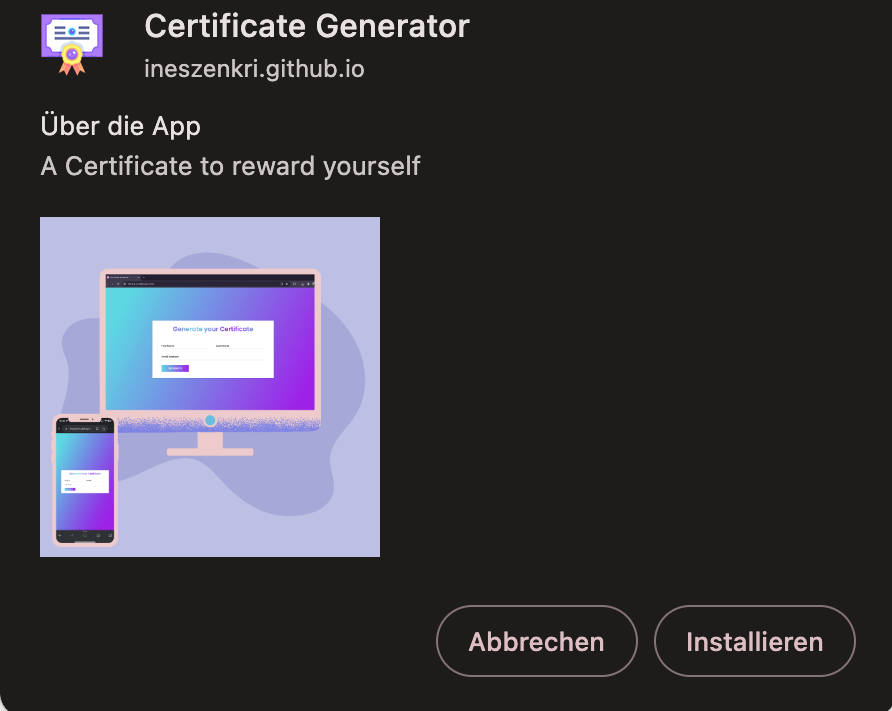 Certificate Generator
ineszenkri.github.io
Über die App
A Certificate to reward yourself
Generate your Certificate
Abbrechen
Installieren